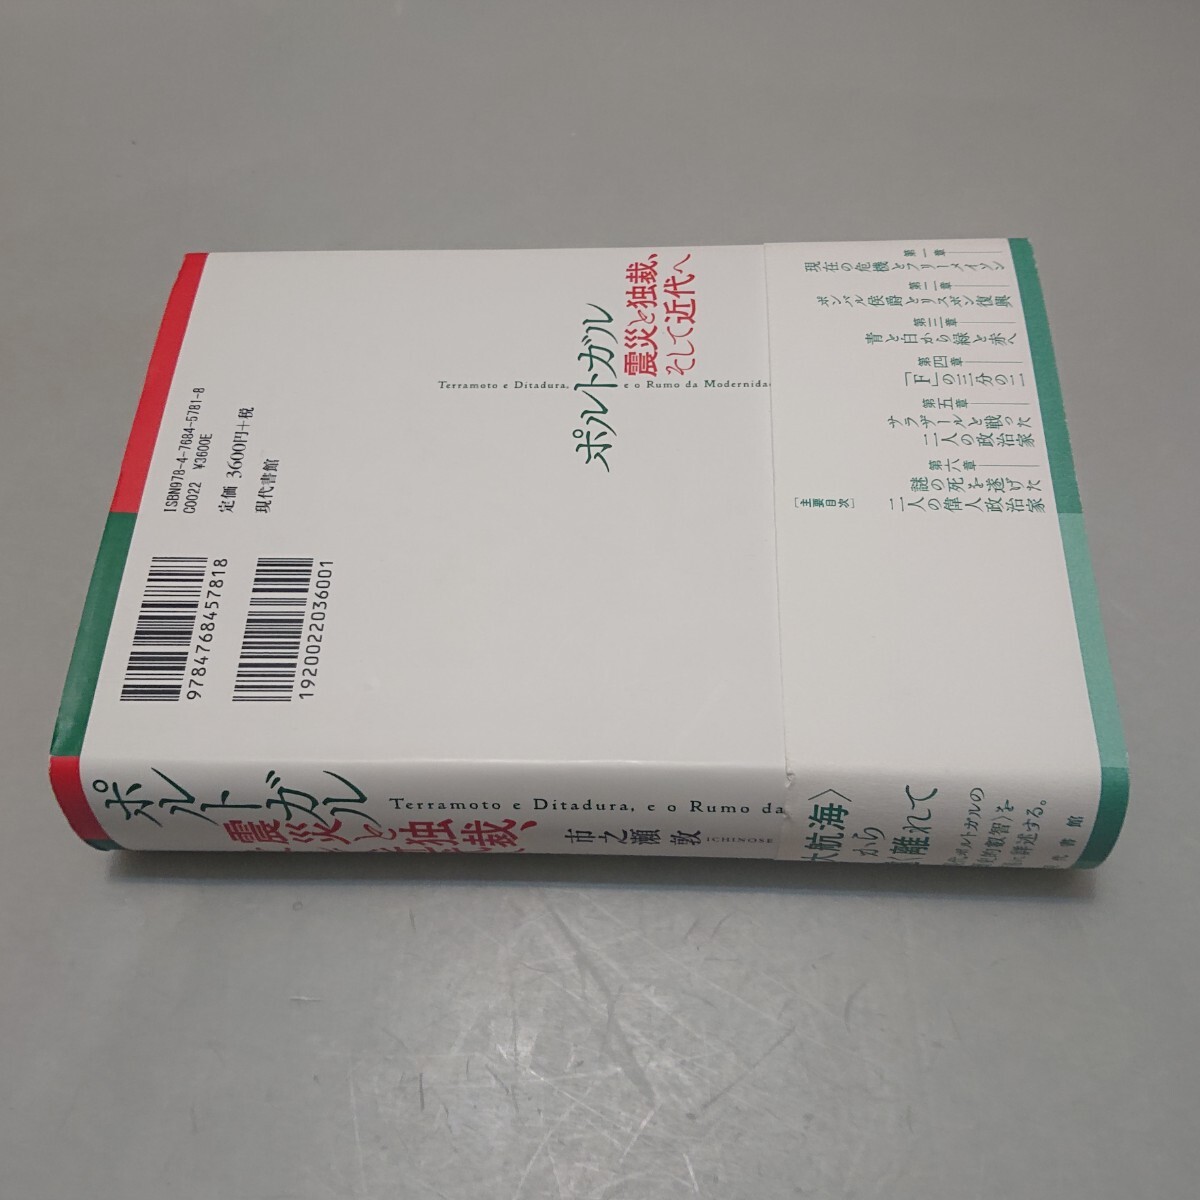 ポルトガル
震災と独裁、
そして近代へ
Terramoto e Ditadura, e o Rumo da Modernida
ISBN978-4-7684-5781-8
C0022 ¥3600E
定価 3600円+税
現代書館
9784768457818
1920022036001
[主要目次]
第一章 現在の危機とフリーメイソン
第二章 ポンバル侯爵とリスボン復興
第三章 青と白から緑と赤へ
第四章 「F」の三分の二
第五章 サラザールと戦った
二人の政治家
第六章 謎の死を遂げた
二人の偉人政治家
ポルトガル
震災と独裁、
Terramoto e Ditadura, e o Rumo da
市之瀬 敦 ICHINOSE
大航海〉
から
離れて
ポルトガルの
叡智〉を
詳述する。
書館